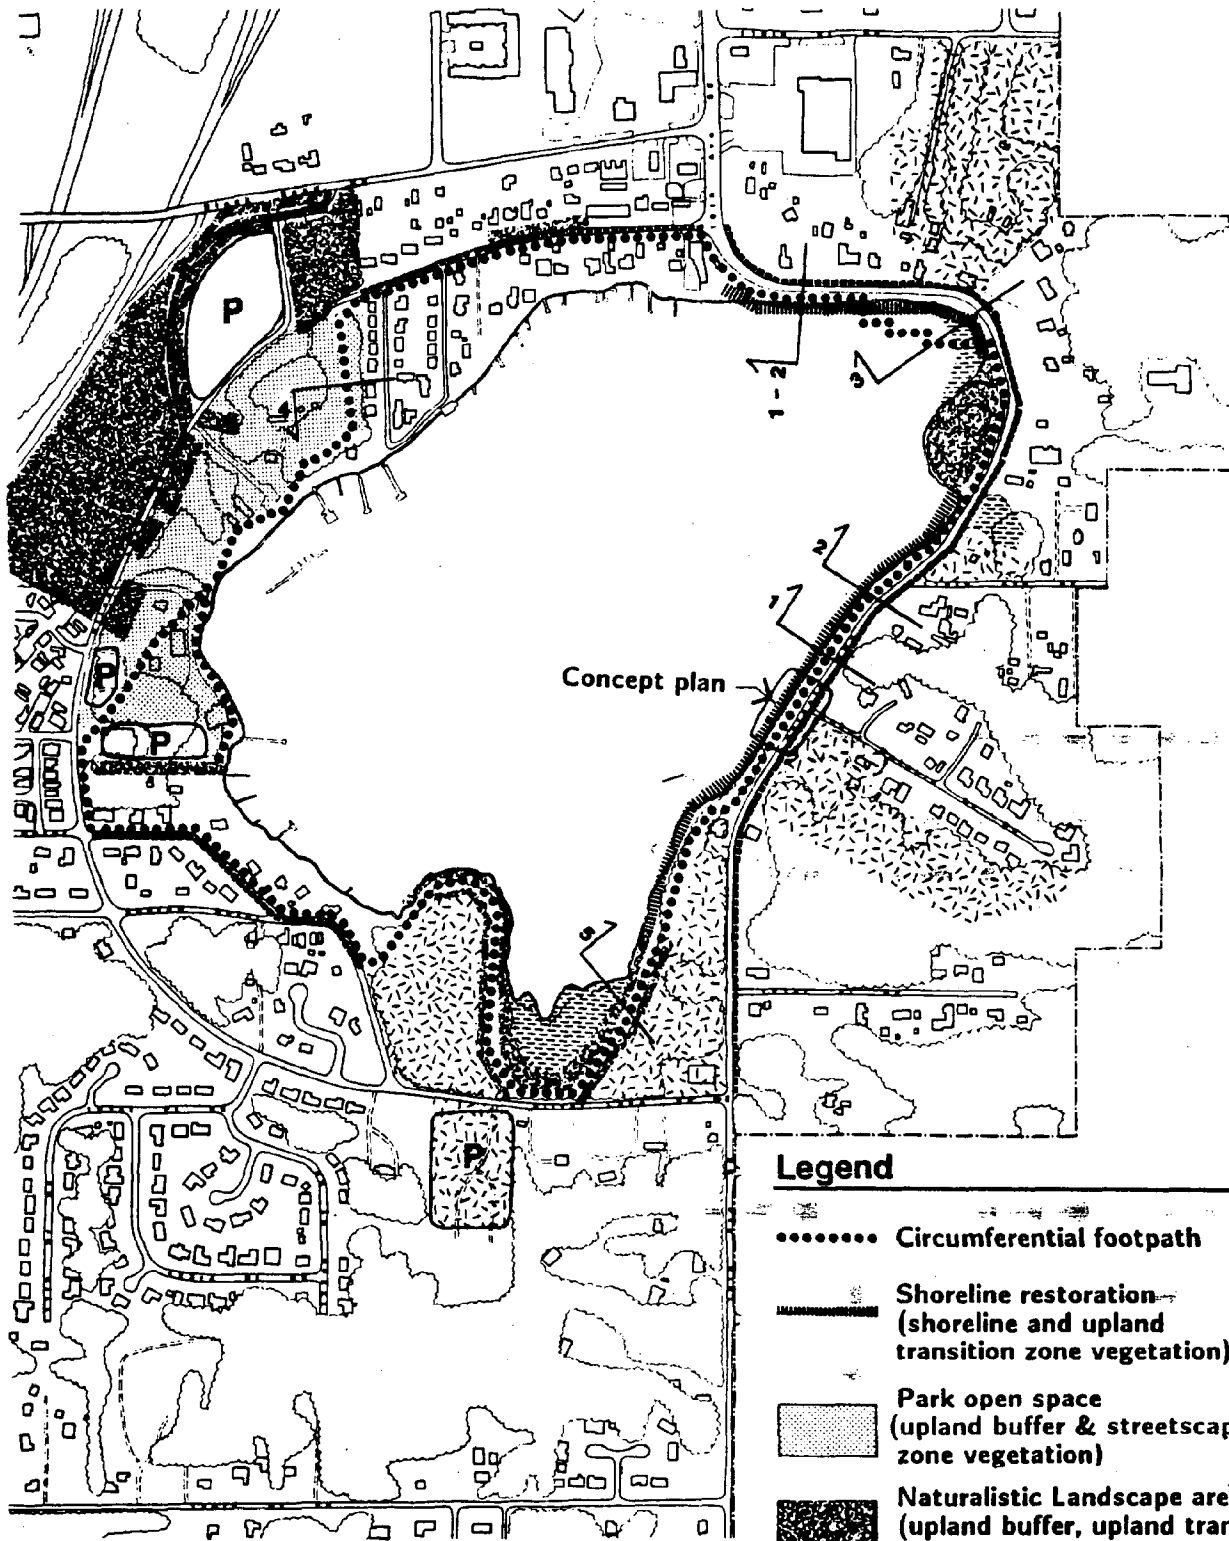 P
1 - 2
3
4
2
1
P
Concept plan
P
5
P
Legend
Circumferential footpath
Shoreline restoration
(shoreline and upland
transition zone vegetation)
Park open space
(upland buffer & streetscap
zone vegetation)
Naturalistic Landscape are
(upland buffer, upland tran